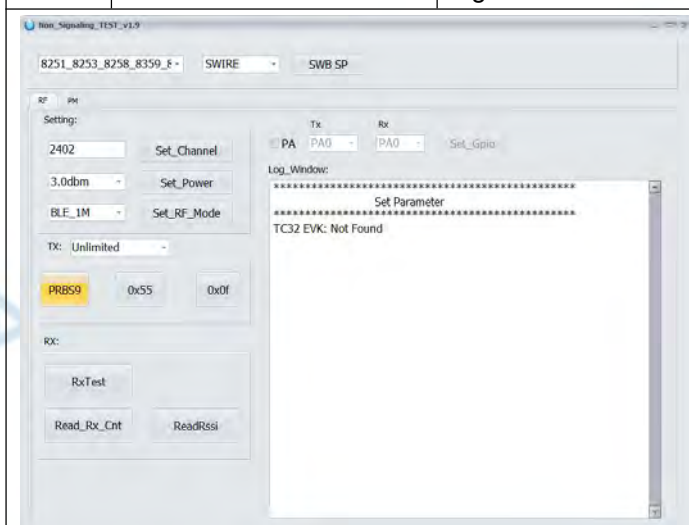 Non_Signaling_TEST_v1.9
8251_8253_8258_8359_8
SWIRE
SWB SP
RF
PM
Setting:
2402
Set_Channel
3.0dbm
Set_Power
BLE_1M
Set_RF_Mode
TX:
Unlimited
PRBS9
0x55
0x0f
RX:
RxTest
Read_Rx_Cnt
ReadRssi
Tx
Rx
PA
PA0
PA0
Set_Gpio
Log_Window:
****************************************************
Set Parameter
****************************************************
TC32 EVK: Not Found